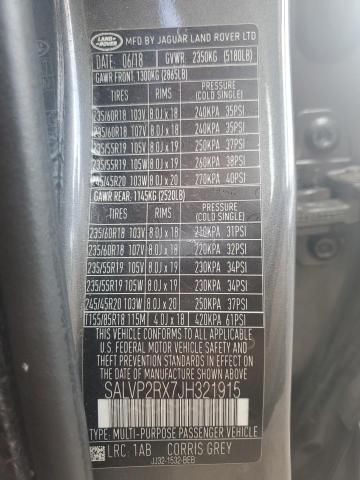 LAND ROVER
MFD BY JAGUAR LAND ROVER LTD
DATE: 06/18 GVWR: 2350KG (5180LB)
GAWR FRONT: 1300KG (2865LB)
TIRES RIMS PRESSURE (COLD SINGLE)
235/60R18 103V 8.0J x 18 240KPA 35PSI
235/60R18 107V 8.0J x 18 240KPA 35PSI
235/55R19 105V 8.0J x 19 250KPA 37PSI
235/55R19 105W 8.0J x 19 260KPA 38PSI
245/45R20 103W 8.0J x 20 270KPA 40PSI
GAWR REAR: 1145KG (2520LB)
TIRES RIMS PRESSURE (COLD SINGLE)
235/60R18 103V 8.0J x 18 31PSI
235/60R18 107V 8.0J x 18 220KPA 32PSI
235/55R19 105V 8.0J x 19 230KPA 34PSI
235/55R19 105W 8.0J x 19 230KPA 34PSI
245/45R20 103W 8.0J x 20 250KPA 37PSI
T155/85R18 115M 4.0J x 18 420KPA 61PSI
THIS VEHICLE CONFORMS TO ALL APPLICABLE
U.S. FEDERAL MOTOR VEHICLE SAFETY
STANDARDS IN EFFECT ON THE DATE OF
MANUFACTURE SHOWN ABOVE.
SALVP2RX7JH321915
TYPE: MULTI-PURPOSE PASSENGER VEHICLE
LRC: 1AB CORRIS GREY
JJ32-1532-BEB